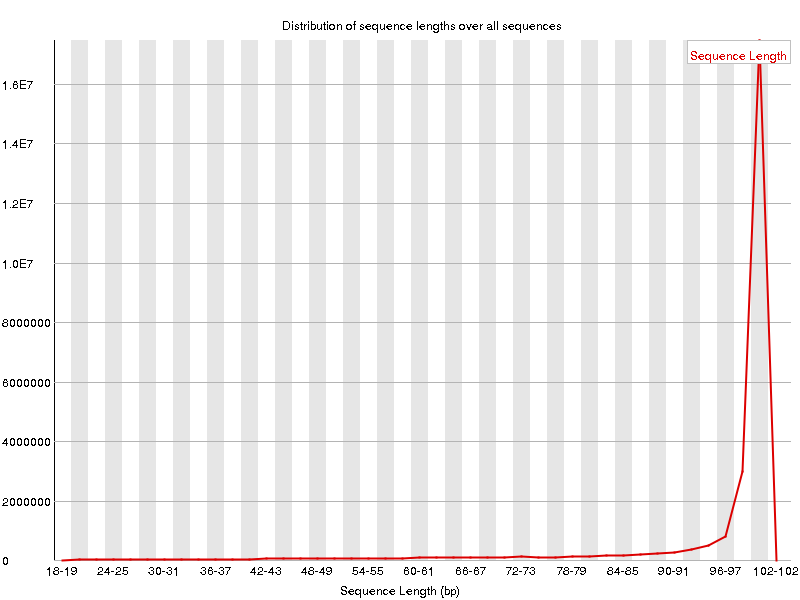 Distribution of sequence lengths over all sequences
Sequence Length
1.6E7
1.4E7
1.2E7
1.0E7
8000000
6000000
4000000
2000000
0
18-19 24-25 30-31 36-37 42-43 48-49 54-55 60-61 66-67 72-73 78-79 84-85 90-91 96-97 102-102
Sequence Length (bp)